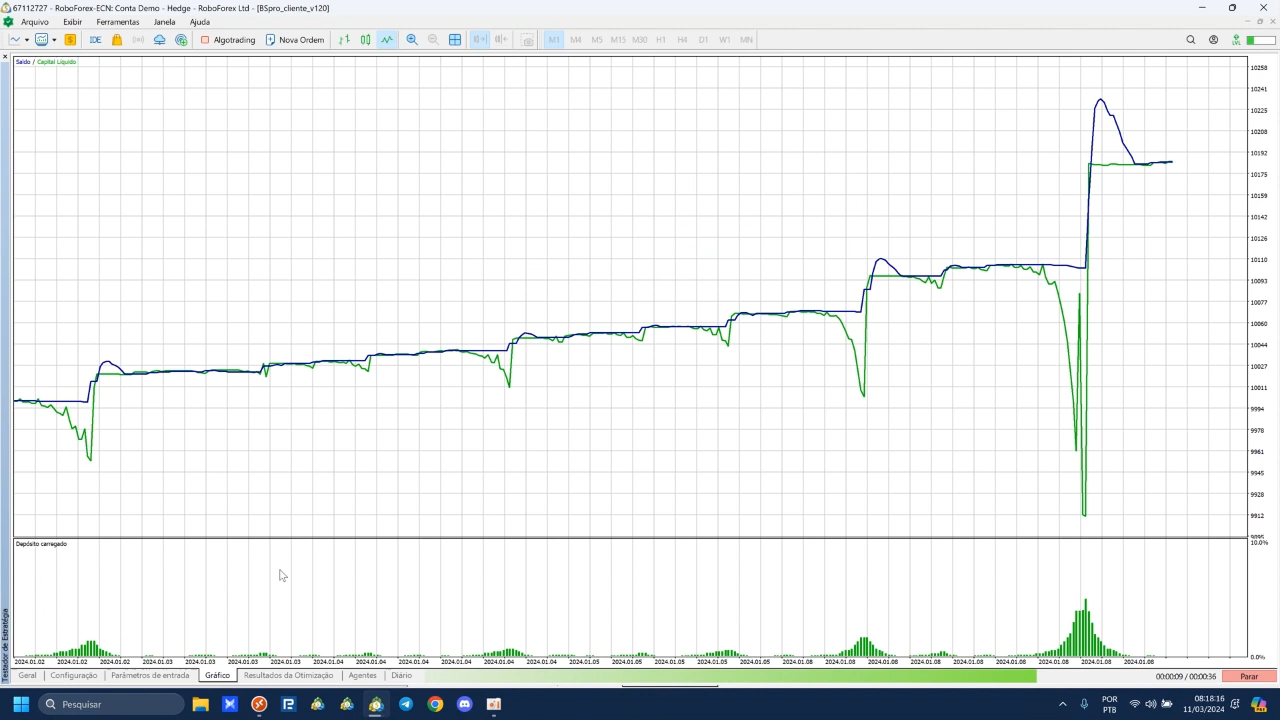 67112727 - RoboForex-ECN: Conta Demo - Hedge - RoboForex Ltd - [BSpro_cliente_v120]
Arquivo Exibir Ferramentas Janela Ajuda
IDE Algotrading Nova Ordem M1 M4 M5 M15 M30 H1 H4 D1 W1 MN LVL
Saldo / Capital Líquido
10258
10241
10225
10208
10192
10175
10159
10142
10126
10110
10093
10077
10060
10044
10027
10011
9994
9978
9961
9945
9928
9912
9895
Depósito carregado
10.0%
0.0%
2024.01.02 2024.01.02 2024.01.02 2024.01.03 2024.01.03 2024.01.03 2024.01.03 2024.01.04 2024.01.04 2024.01.04 2024.01.04 2024.01.04 2024.01.05 2024.01.05 2024.01.05 2024.01.05 2024.01.05 2024.01.05 2024.01.08 2024.01.08 2024.01.08 2024.01.08 2024.01.08 2024.01.08 2024.01.08 2024.01.08
Testador de Estratégia
Geral Configuração Parâmetros de entrada Gráfico Resultados da Otimização Agentes Diário 00:00:09 / 00:00:36 Parar
Pesquisar
POR
PTB
08:18:16
11/03/2024